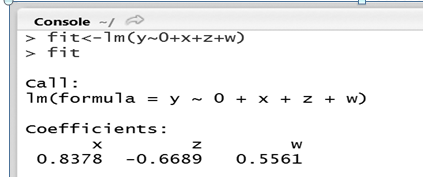 Console ~/
> fit<-lm(y~0+x+z+w)
> fit
Call:
lm(formula = y ~ 0 + x + z + w)
Coefficients:
x z w
0.8378 -0.6689 0.5561